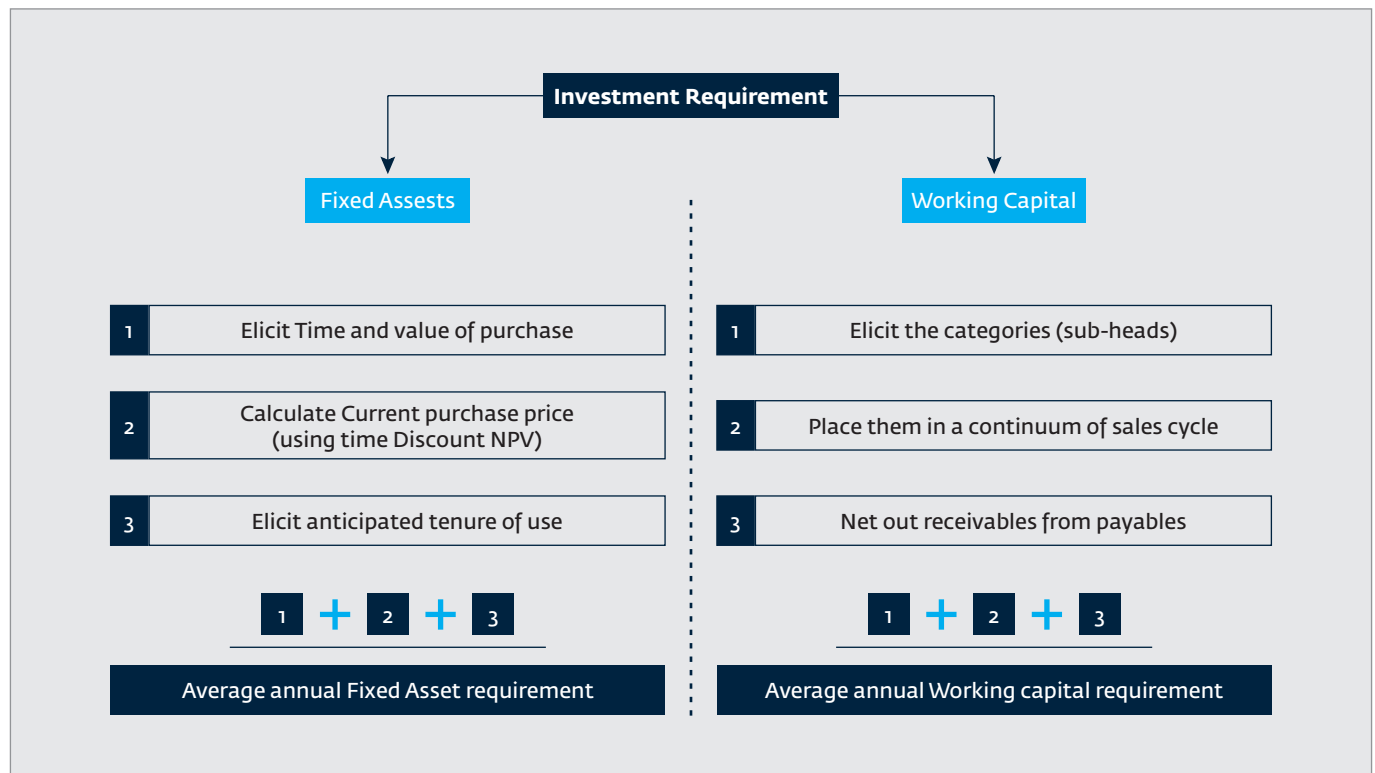 Investment Requirement
Fixed Assests
1 Elicit Time and value of purchase
2 Calculate Current purchase price
(using time Discount NPV)
3 Elicit anticipated tenure of use
1 + 2 + 3
Average annual Fixed Asset requirement
Working Capital
1 Elicit the categories (sub-heads)
2 Place them in a continuum of sales cycle
3 Net out receivables from payables
1 + 2 + 3
Average annual Working capital requirement